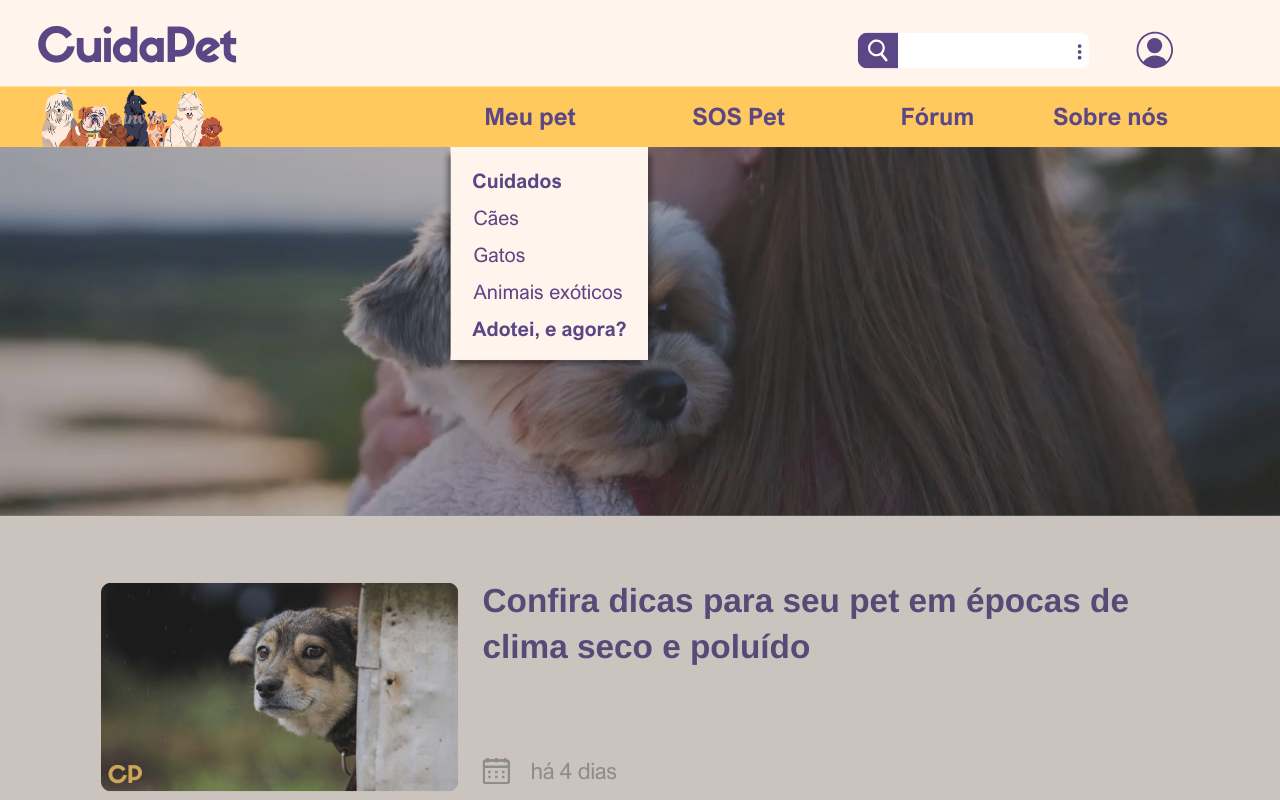 CuidaPet
Meu pet
SOS Pet
Fórum
Sobre nós
Cuidados
Cães
Gatos
Animais exóticos
Adotei, e agora?
Confira dicas para seu pet em épocas de
clima seco e poluído
CP
há 4 dias